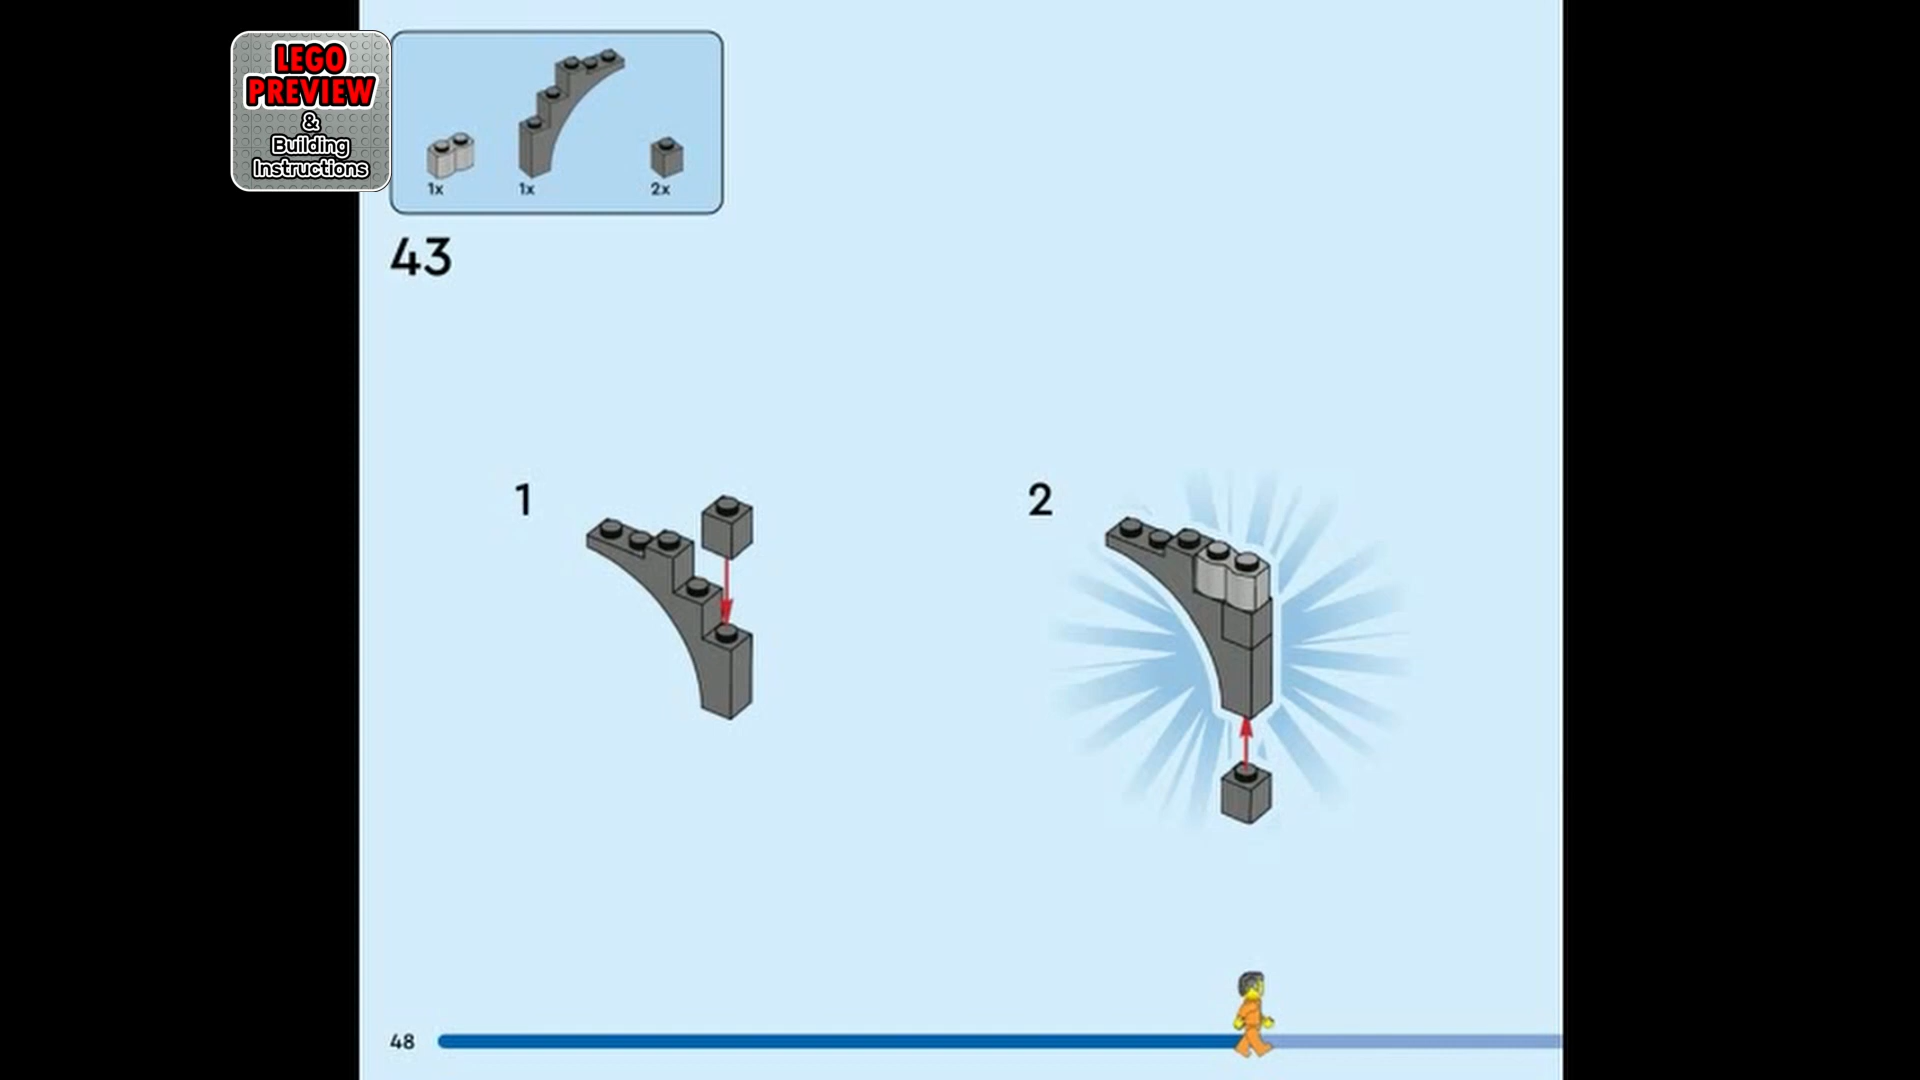 LEGO
PREVIEW
&
Building
Instructions
1x
1x
2x
43
1
2
48